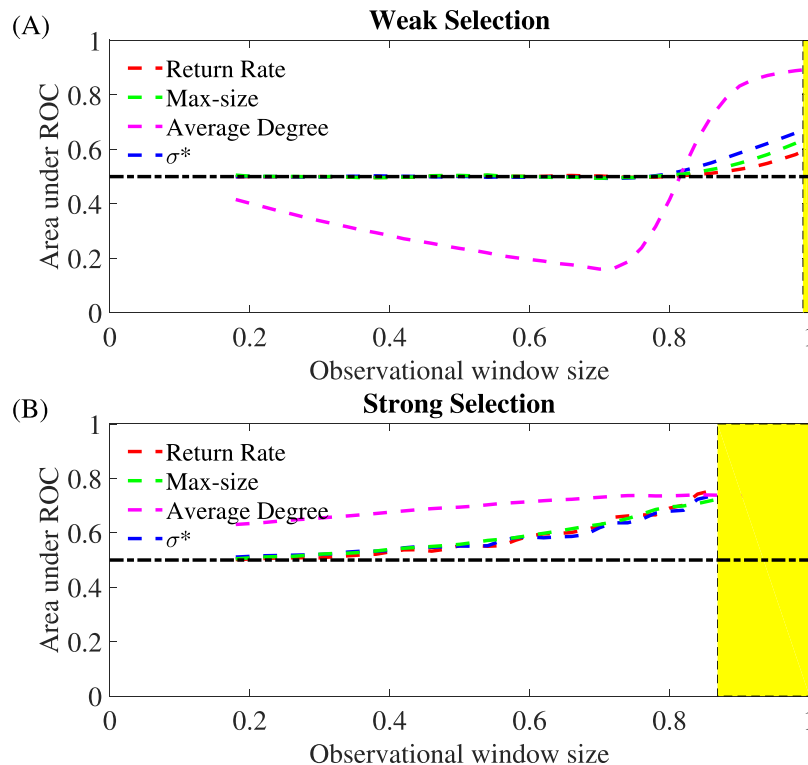 (A)
Weak Selection
Area under ROC
1
0.8
0.6
0.4
0.2
0
Return Rate
Max-size
Average Degree
σ*
0 0.2 0.4 0.6 0.8 1
Observational window size
(B)
Strong Selection
Area under ROC
1
0.8
0.6
0.4
0.2
0
Return Rate
Max-size
Average Degree
σ*
0 0.2 0.4 0.6 0.8 1
Observational window size